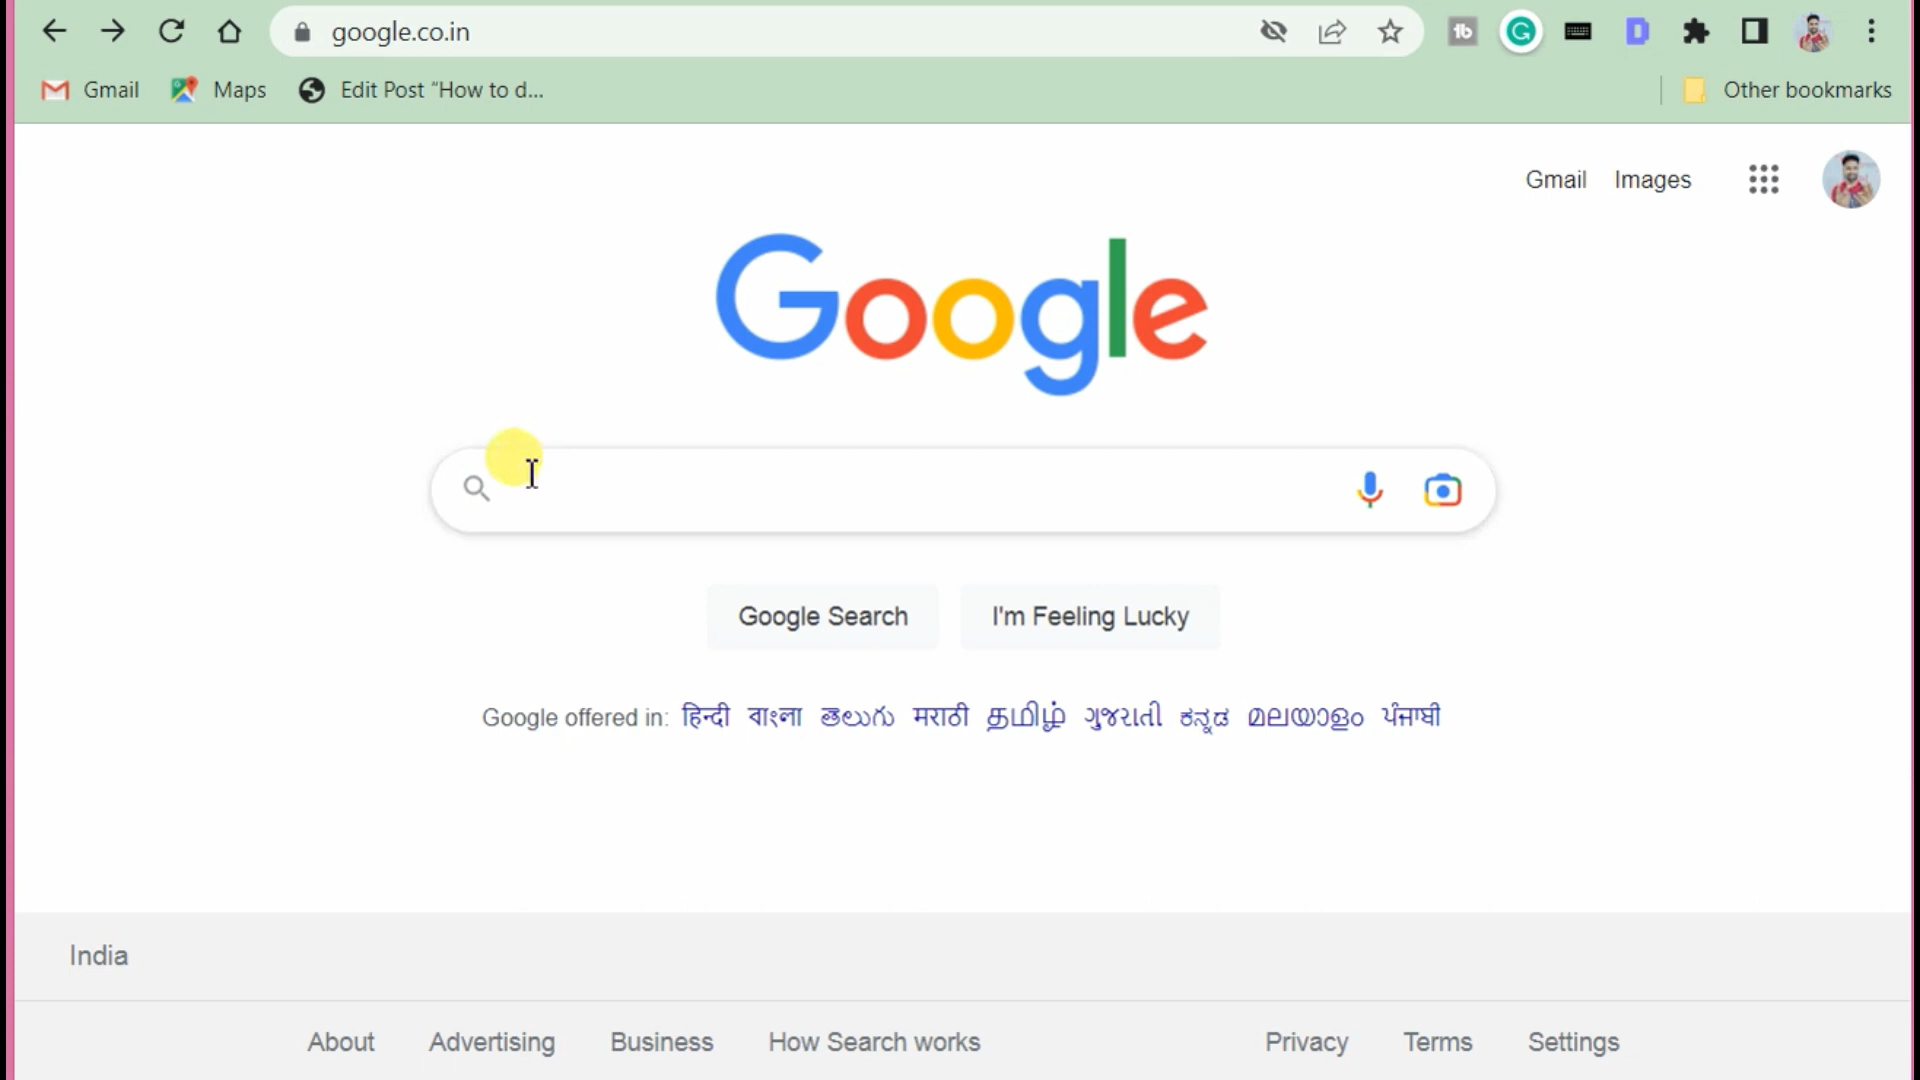 google.co.in
tb G D
Gmail Maps Edit Post “How to d... Other bookmarks
Gmail Images
Google
Google Search I'm Feeling Lucky
Google offered in: हिन्दी বাংলা తెలుగు मराठी தமிழ் ગુજરાતી ಕನ್ನಡ മലയാളം ਪੰਜਾਬੀ
India
About Advertising Business How Search works Privacy Terms Settings